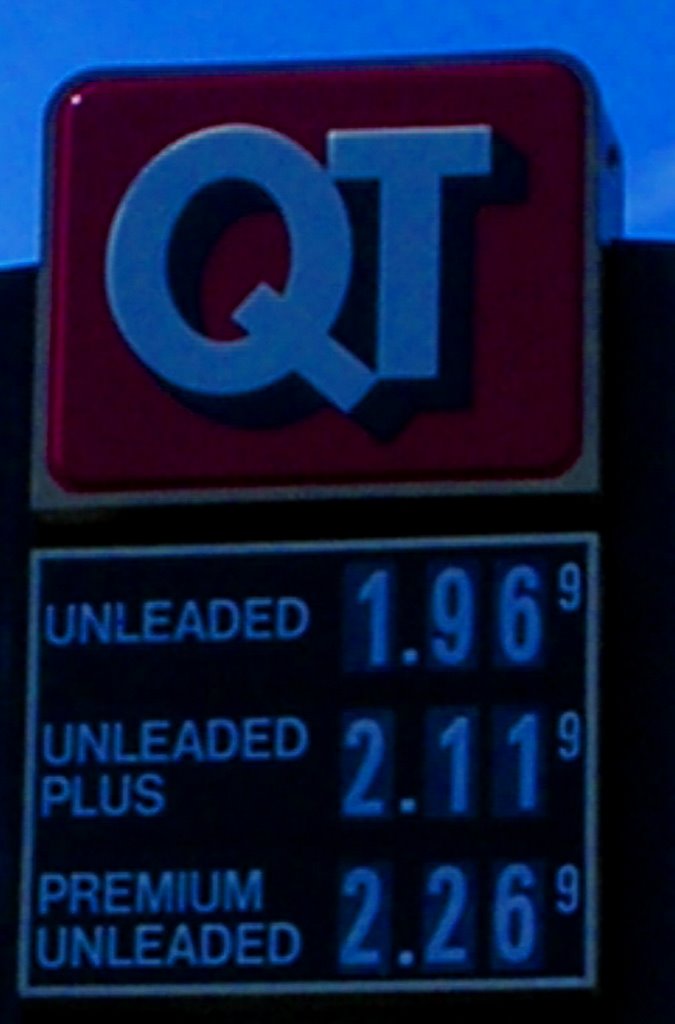 QT
UNLEADED 1.96 9
UNLEADED
PLUS 2.11 9
PREMIUM
UNLEADED 2.26 9